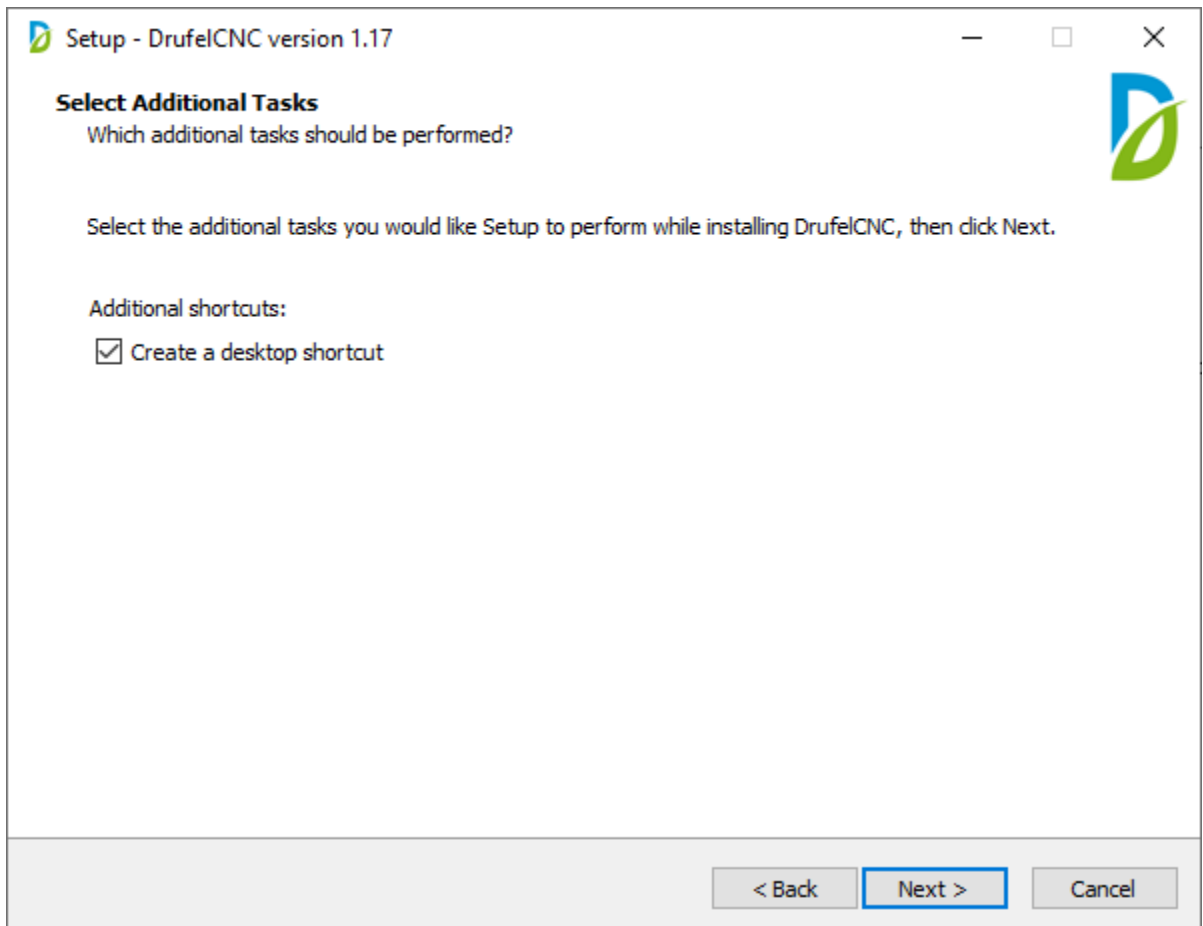 Setup - DrufelCNC version 1.17
Select Additional Tasks
Which additional tasks should be performed?
Select the additional tasks you would like Setup to perform while installing DrufelCNC, then click Next.
Additional shortcuts:
Create a desktop shortcut
< Back
Next >
Cancel